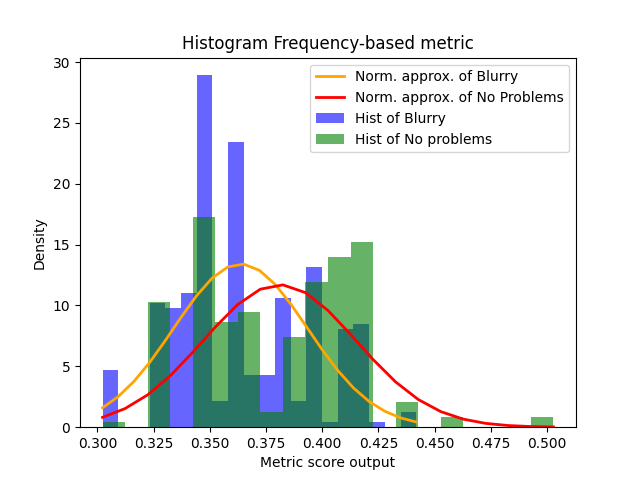 Histogram Frequency-based metric
Norm. approx. of Blurry
Norm. approx. of No Problems
Hist of Blurry
Hist of No problems
30
25
20
15
10
5
0
Density
0.300 0.325 0.350 0.375 0.400 0.425 0.450 0.475 0.500
Metric score output